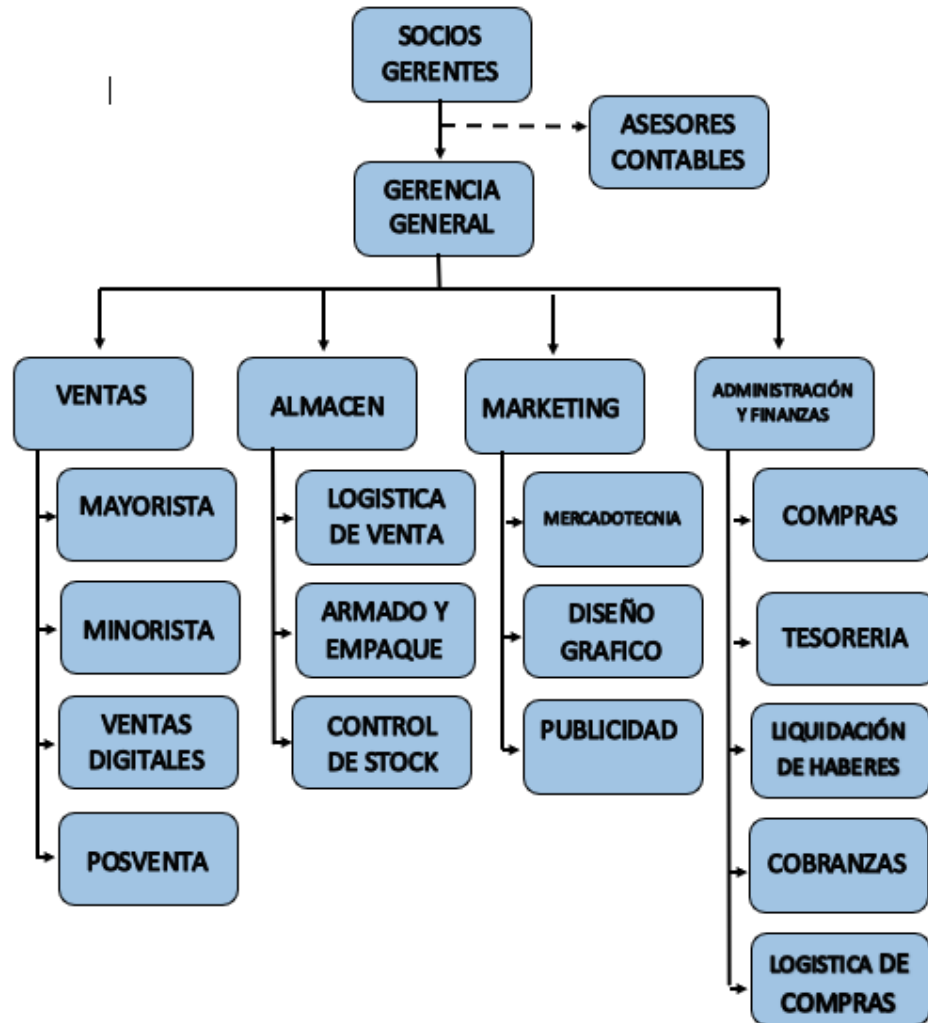 SOCIOS
GERENTES
ASESORES
CONTABLES
GERENCIA
GENERAL
VENTAS
ALMACEN
MARKETING
ADMINISTRACIÓN
Y FINANZAS
MAYORISTA
MINORISTA
VENTAS
DIGITALES
POSVENTA
LOGISTICA
DE VENTA
ARMADO Y
EMPAQUE
CONTROL
DE STOCK
MERCADOTECNIA
DISEÑO
GRAFICO
PUBLICIDAD
COMPRAS
TESORERIA
LIQUIDACIÓN
DE HABERES
COBRANZAS
LOGISTICA DE
COMPRAS